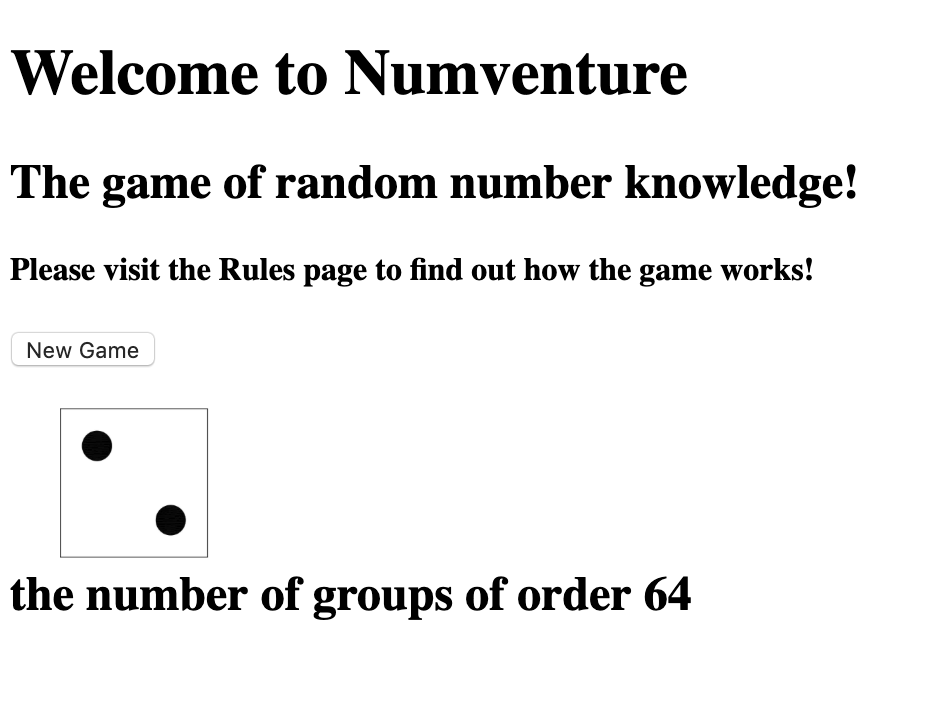 Welcome to Numventure
The game of random number knowledge!
Please visit the Rules page to find out how the game works!
New Game
the number of groups of order 64